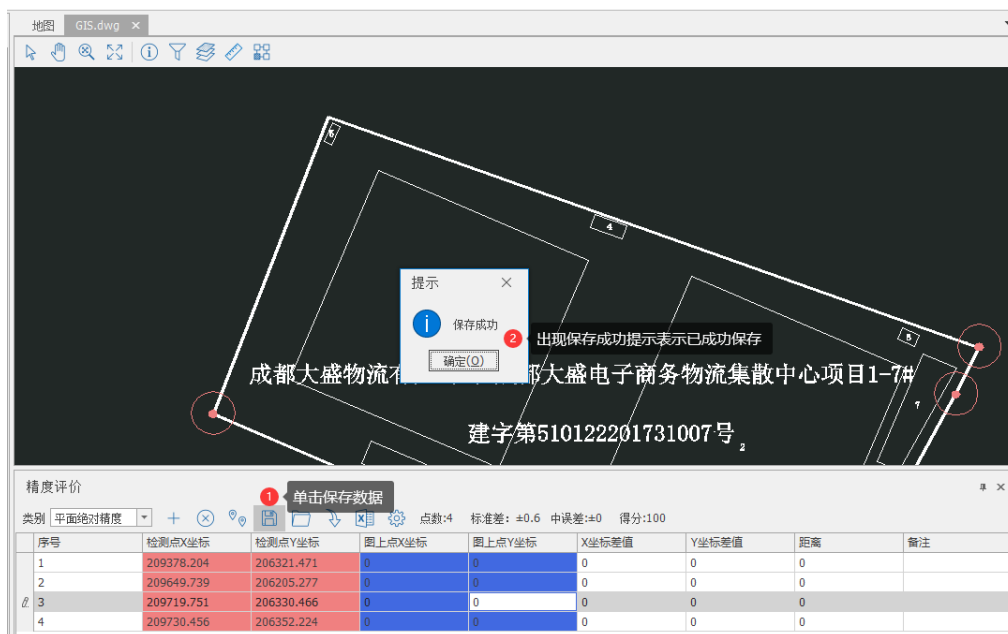 地图 GIS.dwg
5
4
提示
保存成功
2 出现保存成功提示表示已成功保存
确定(O)
5
成都大盛物流有 都大盛电子商务物流集散中心项目1-7#
7
建字第510122201731007号
2
精度评价
1 单击保存数据
类别 平面绝对精度 点数:4 标准差: ±0.6 中误差:±0 得分:100
序号 检测点X坐标 检测点Y坐标 图上点X坐标 图上点Y坐标 X坐标差值 Y坐标差值 距离 备注
1 209378.204 206321.471 0 0 0 0 0
2 209649.739 206205.277 0 0 0 0 0
3 209719.751 206330.466 0 0 0 0 0
4 209730.456 206352.224 0 0 0 0 0